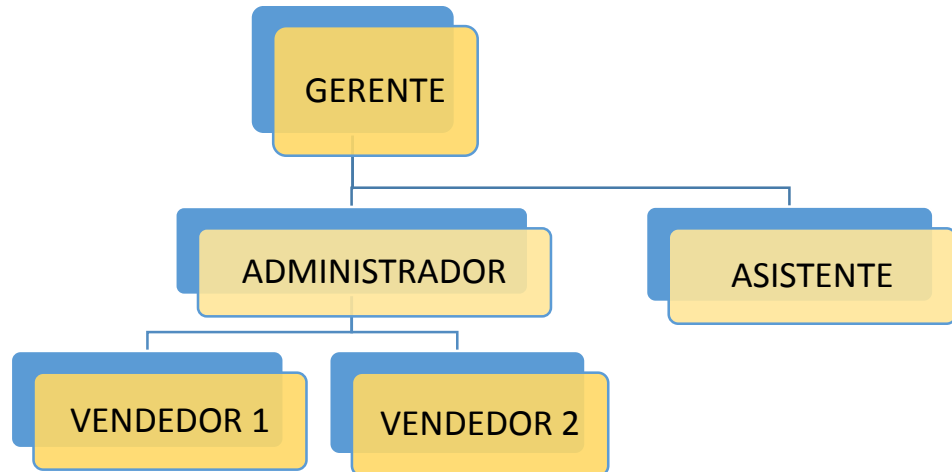 GERENTE
ADMINISTRADOR
ASISTENTE
VENDEDOR 1
VENDEDOR 2